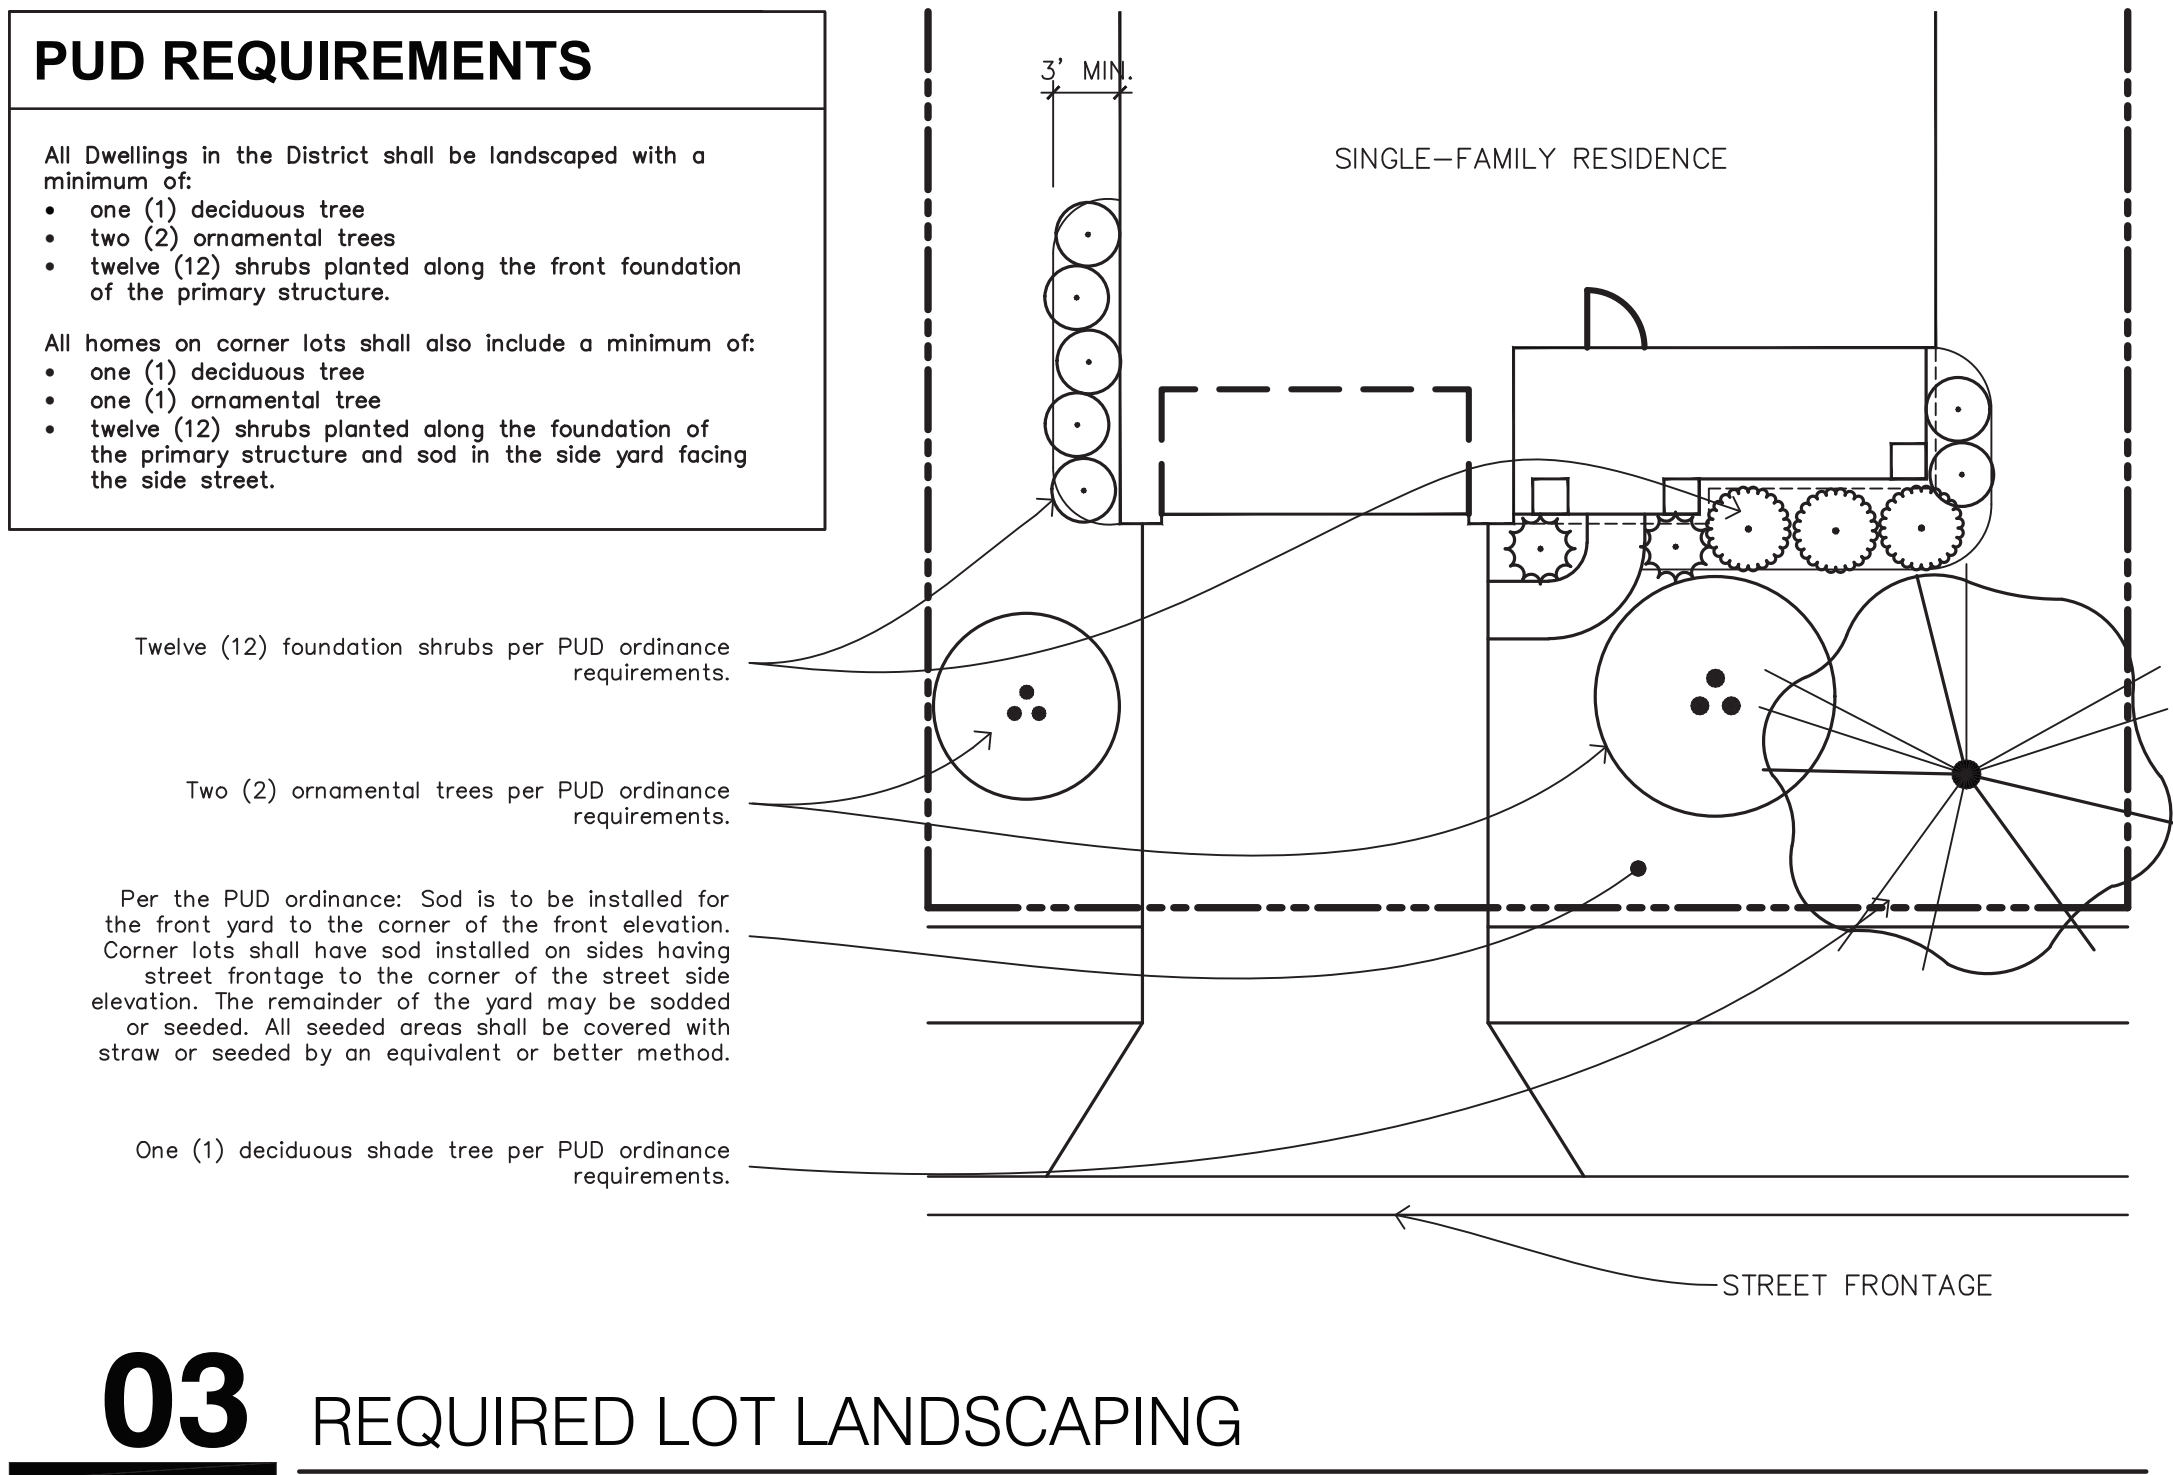 PUD REQUIREMENTS
All Dwellings in the District shall be landscaped with a
minimum of:
• one (1) deciduous tree
• two (2) ornamental trees
• twelve (12) shrubs planted along the front foundation
of the primary structure.
All homes on corner lots shall also include a minimum of:
• one (1) deciduous tree
• one (1) ornamental tree
• twelve (12) shrubs planted along the foundation of
the primary structure and sod in the side yard facing
the side street.
3' MIN.
SINGLE-FAMILY RESIDENCE
Twelve (12) foundation shrubs per PUD ordinance
requirements.
Two (2) ornamental trees per PUD ordinance
requirements.
Per the PUD ordinance: Sod is to be installed for
the front yard to the corner of the front elevation.
Corner lots shall have sod installed on sides having
street frontage to the corner of the street side
elevation. The remainder of the yard may be sodded
or seeded. All seeded areas shall be covered with
straw or seeded by an equivalent or better method.
One (1) deciduous shade tree per PUD ordinance
requirements.
STREET FRONTAGE
03 REQUIRED LOT LANDSCAPING